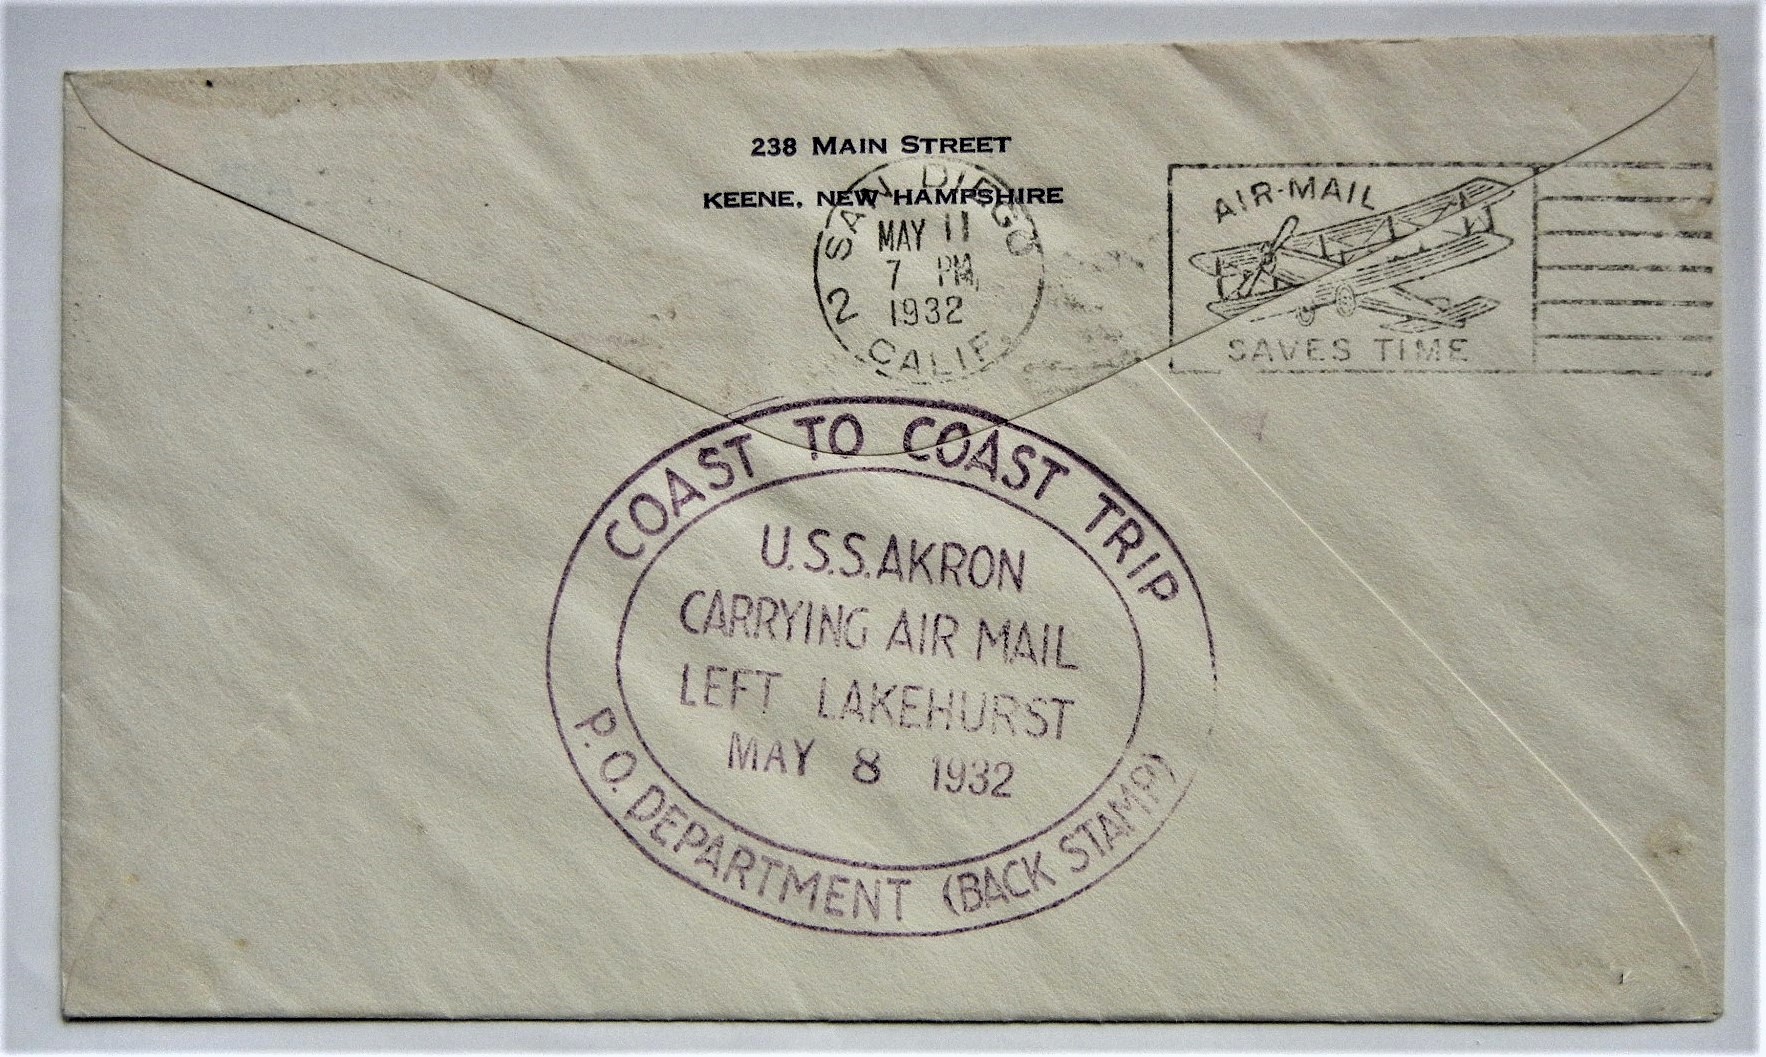 238 MAIN STREET
KEENE, NEW HAMPSHIRE
SAN DIEGO
MAY 11
7 PM
1932
2
CALIF.
AIR-MAIL
SAVES TIME
COAST TO COAST TRIP
U.S.S. AKRON
CARRYING AIR MAIL
LEFT LAKEHURST
MAY 8 1932
P.O. DEPARTMENT (BACK STAMP)